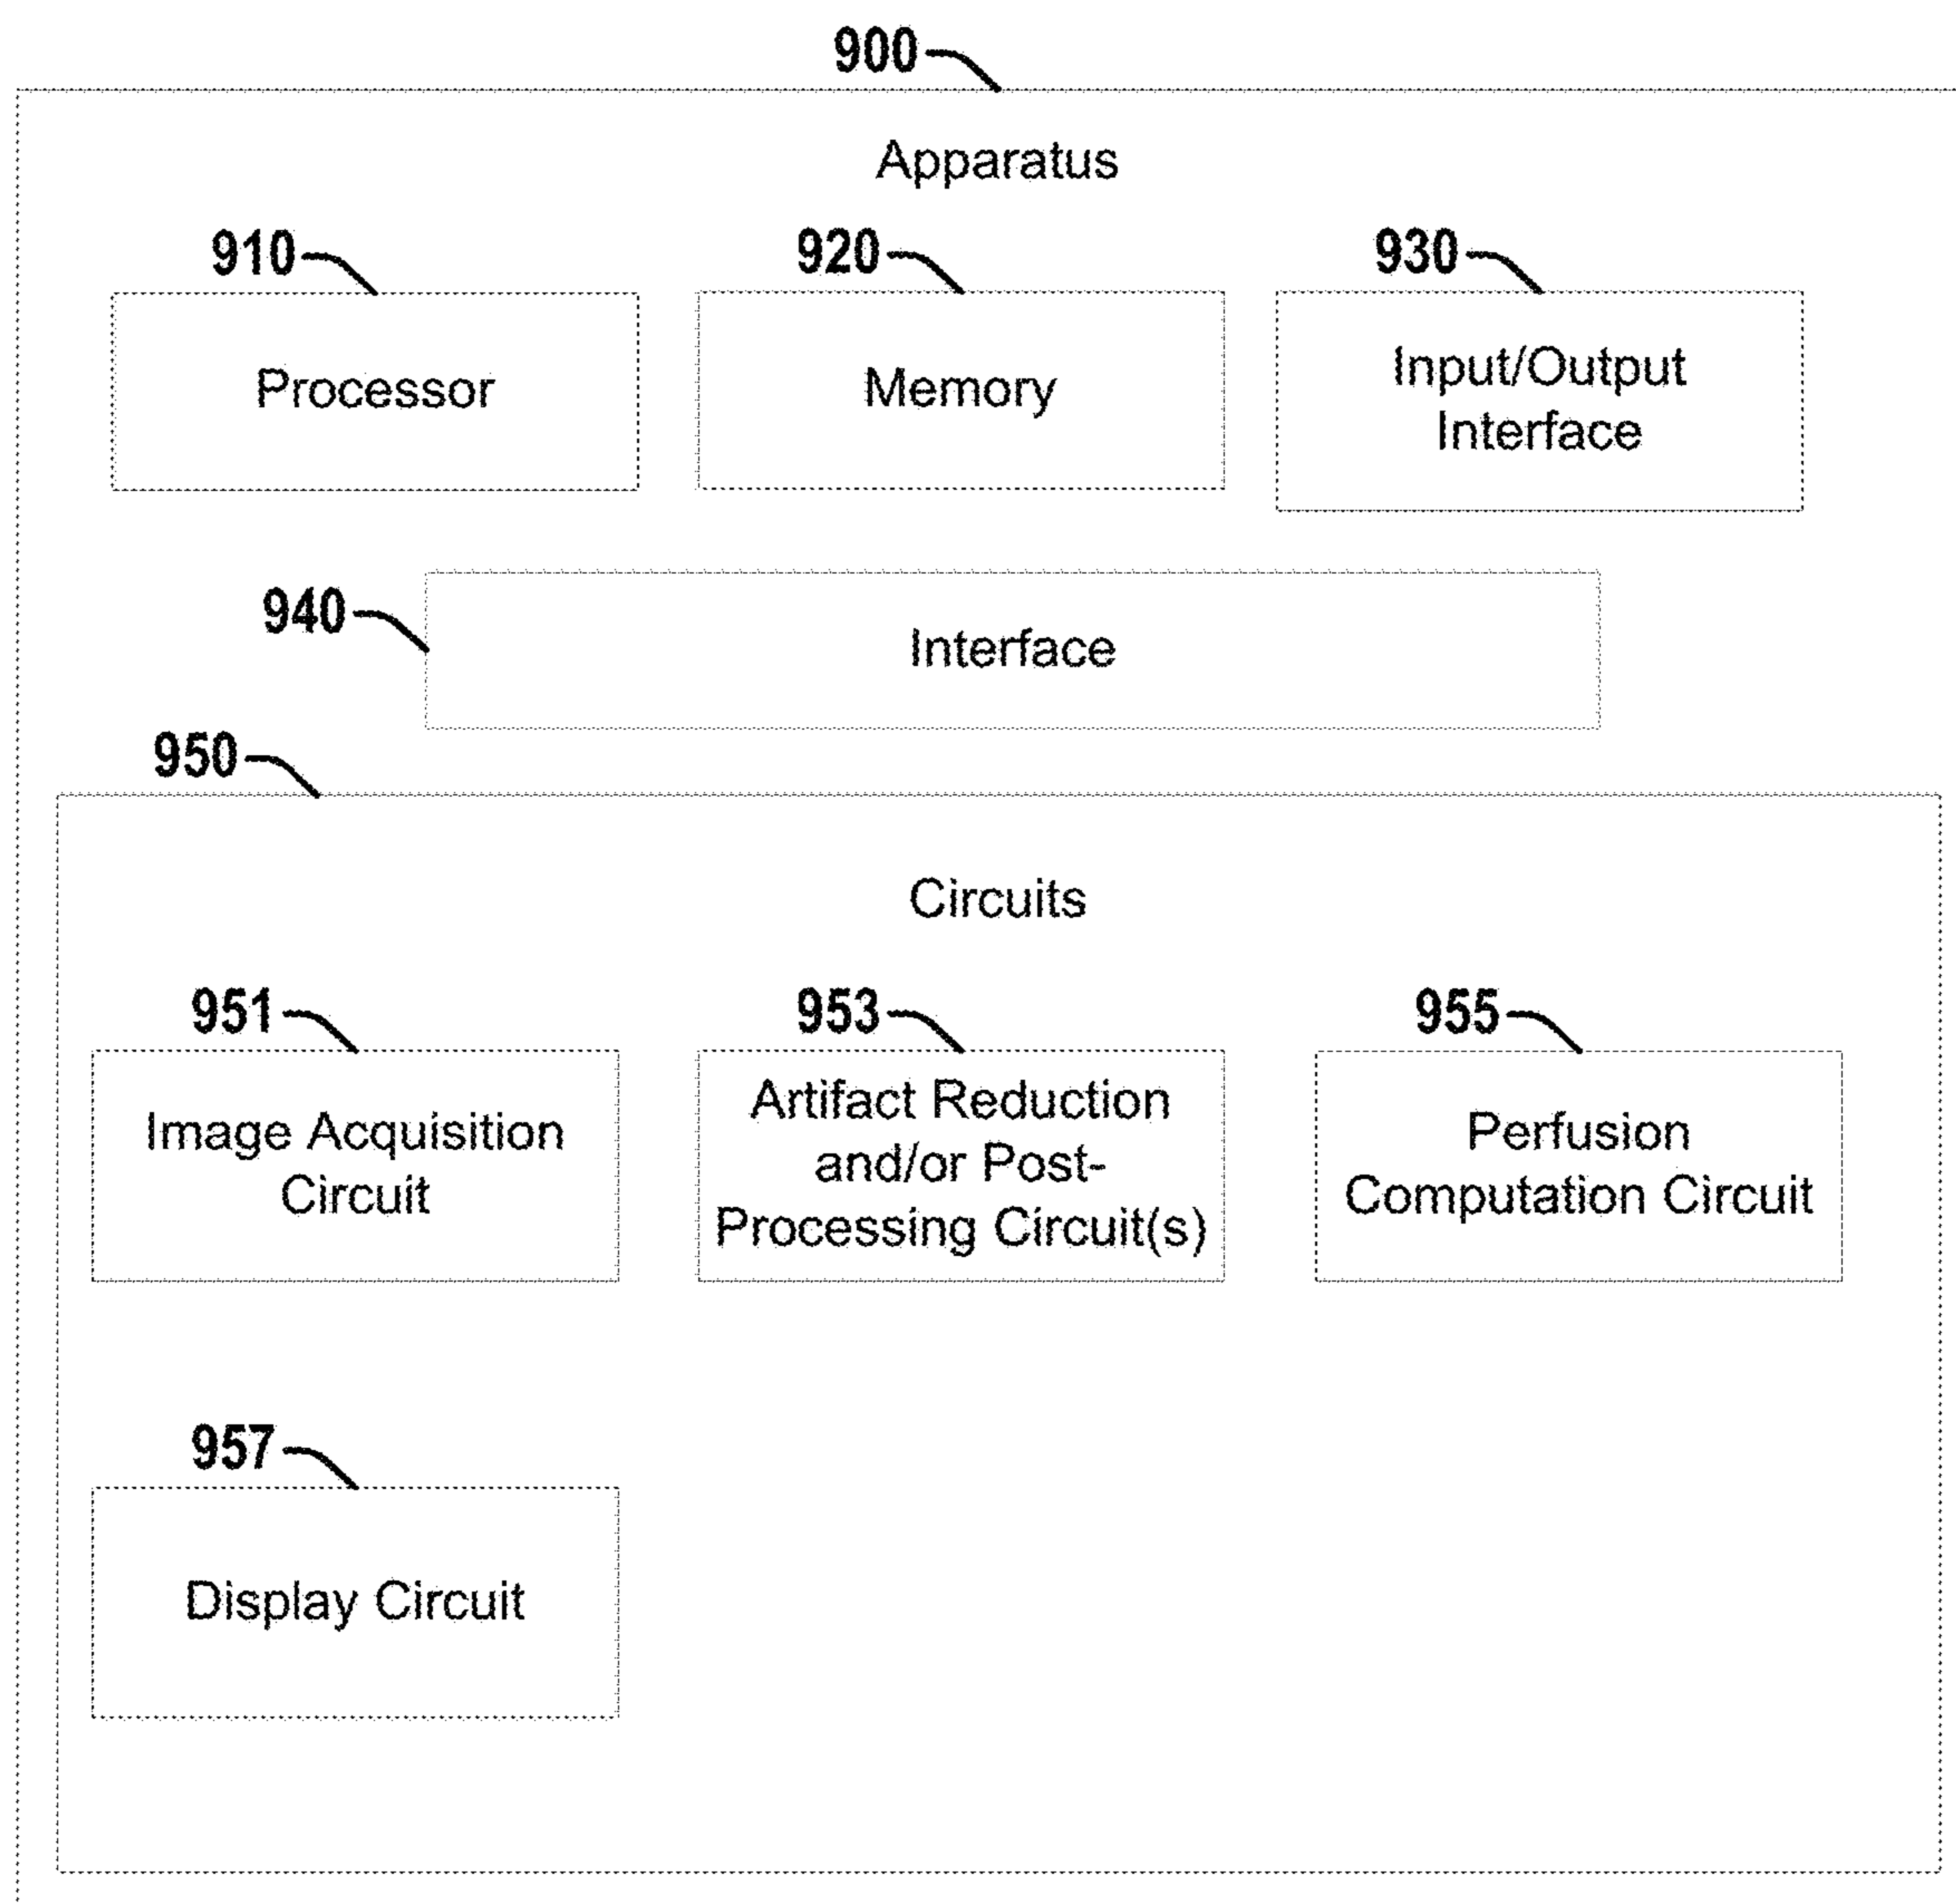 900
Apparatus
910
920
930
Processor
Memory
Input/Output
Interface
940
Interface
950
Circuits
951
953
955
Image Acquisition
Circuit
Artifact Reduction
and/or Post-
Processing Circuit(s)
Perfusion
Computation Circuit
957
Display Circuit